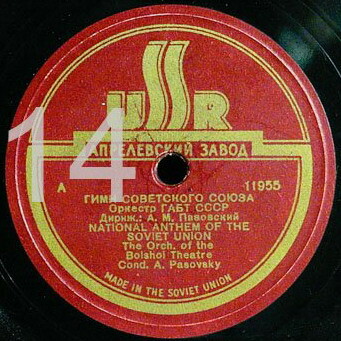 USSR
14
АПРЕЛЕВСКИЙ ЗАВОД
А 11955
ГИМН СОВЕТСКОГО СОЮЗА
Оркестр ГАБТ СССР
Дириж.: А. М. Пазовский
NATIONAL ANTHEM OF THE
SOVIET UNION
The Orch. of the
Bolshoi Theatre
Cond. A. Pasovsky
MADE IN THE SOVIET UNION